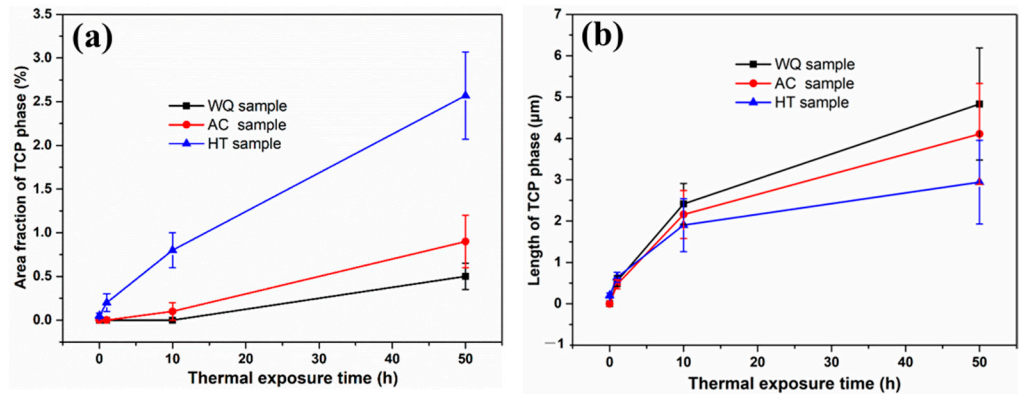 (a)
3.5
3.0
2.5
2.0
1.5
1.0
0.5
0.0
Area fraction of TCP phase (%)
WQ sample
AC sample
HT sample
0 10 20 30 40 50
Thermal exposure time (h)
(b)
7
6
5
4
3
2
1
0
−1
Length of TCP phase (μm)
WQ sample
AC sample
HT sample
0 10 20 30 40 50
Thermal exposure time (h)